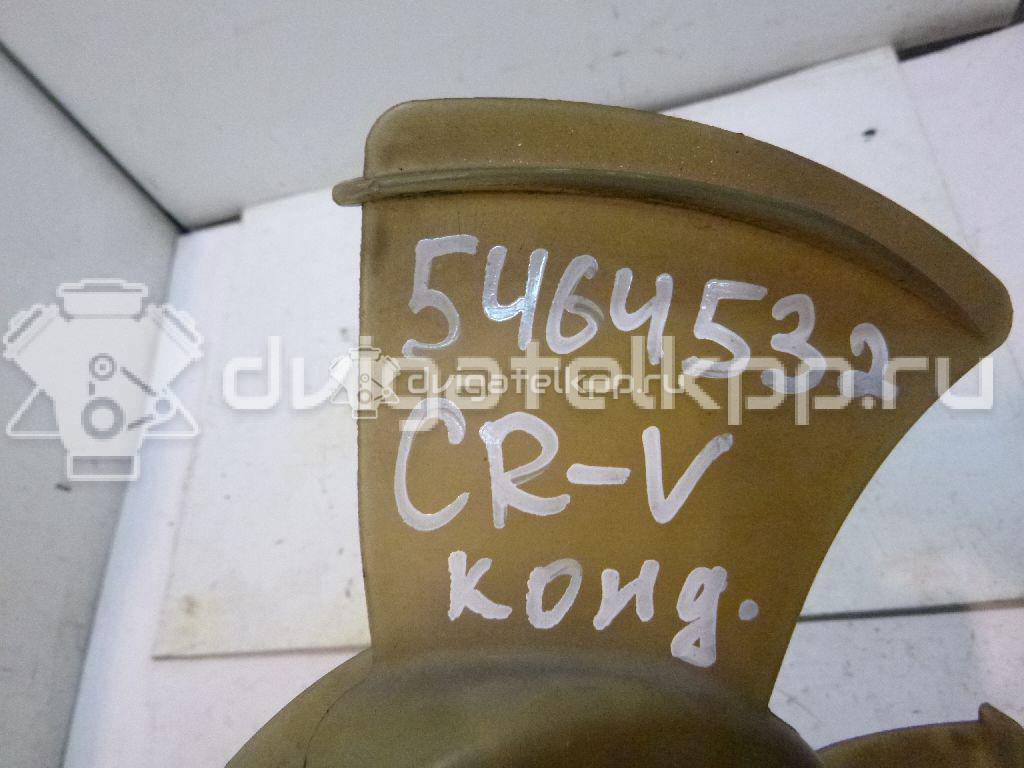 5464532
CR-V
конд.
dvigatelkpp.ru
dvigatelkpp.ru